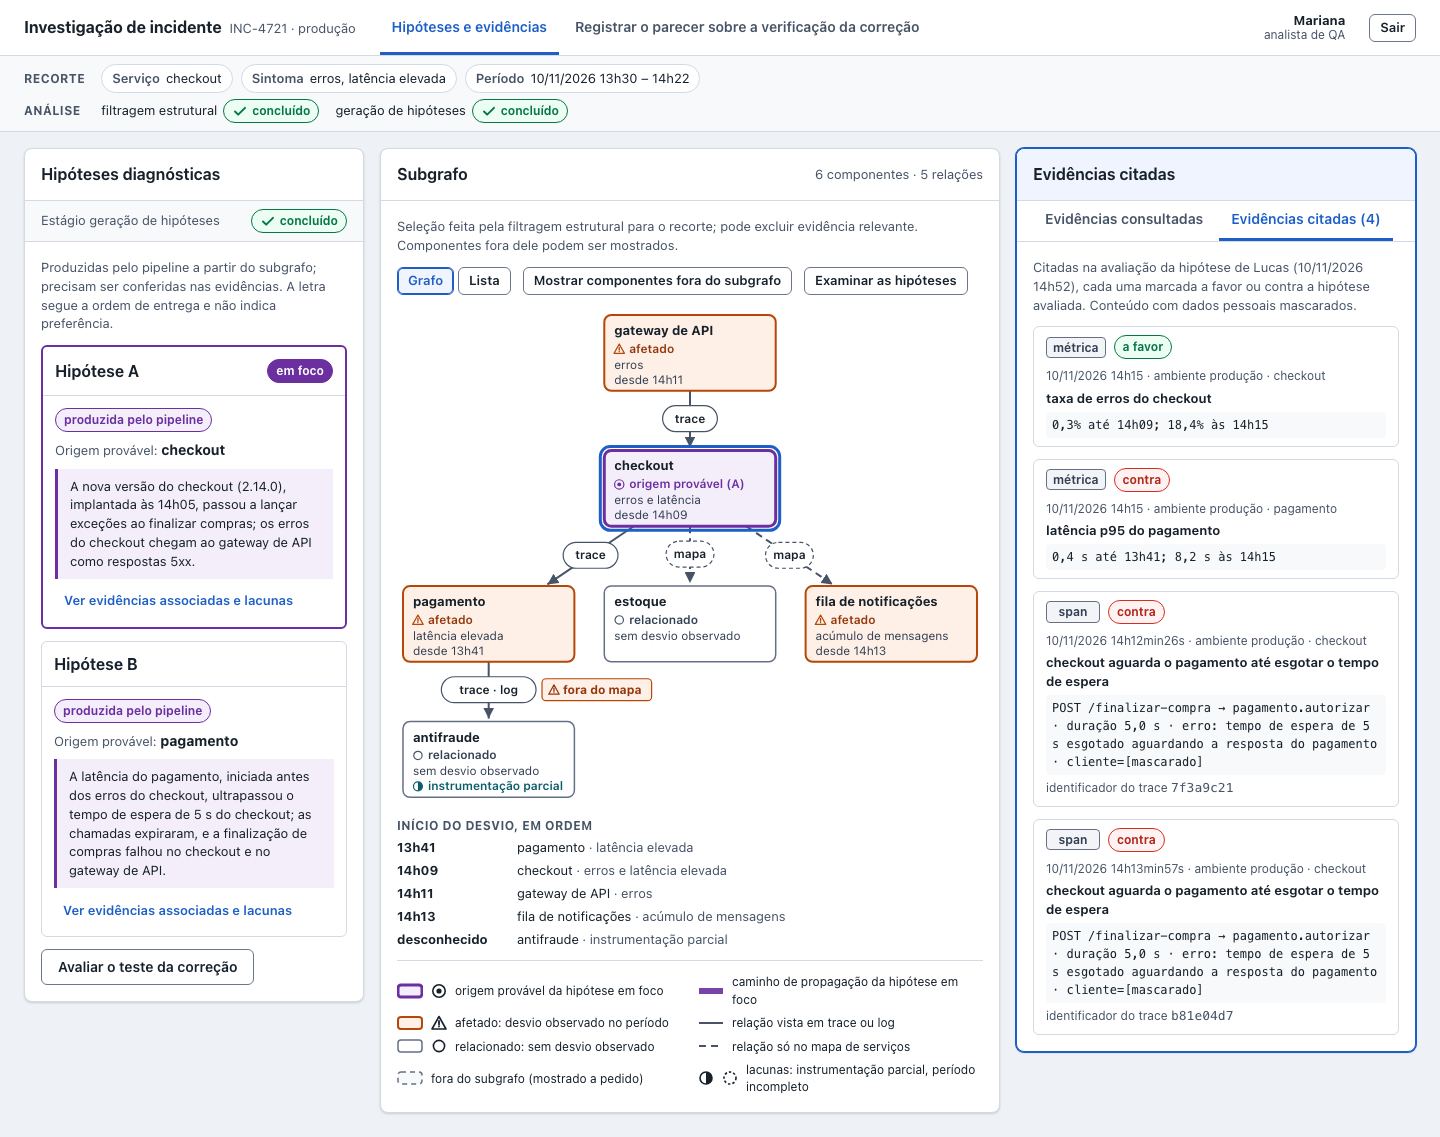 Investigação de incidente INC-4721 · produção
Hipóteses e evidências
Registrar o parecer sobre a verificação da correção
Mariana
analista de QA
Sair
RECORTE
Serviço checkout
Sintoma erros, latência elevada
Período 10/11/2026 13h30 – 14h22
ANÁLISE
filtragem estrutural
concluído
geração de hipóteses
concluído
Hipóteses diagnósticas
Estágio geração de hipóteses
concluído
Produzidas pelo pipeline a partir do subgrafo;
precisam ser conferidas nas evidências. A letra
segue a ordem de entrega e não indica
preferência.
Hipótese A
em foco
produzida pelo pipeline
Origem provável: checkout
A nova versão do checkout (2.14.0),
implantada às 14h05, passou a lançar
exceções ao finalizar compras; os erros
do checkout chegam ao gateway de API
como respostas 5xx.
Ver evidências associadas e lacunas
Hipótese B
produzida pelo pipeline
Origem provável: pagamento
A latência do pagamento, iniciada antes
dos erros do checkout, ultrapassou o
tempo de espera de 5 s do checkout; as
chamadas expiraram, e a finalização de
compras falhou no checkout e no
gateway de API.
Ver evidências associadas e lacunas
Avaliar o teste da correção
Subgrafo
6 componentes · 5 relações
Seleção feita pela filtragem estrutural para o recorte; pode excluir evidência relevante.
Componentes fora dele podem ser mostrados.
Grafo
Lista
Mostrar componentes fora do subgrafo
Examinar as hipóteses
gateway de API
afetado
erros
desde 14h11
trace
checkout
origem provável (A)
erros e latência
desde 14h09
trace
mapa
mapa
pagamento
afetado
latência elevada
desde 13h41
estoque
relacionado
sem desvio observado
fila de notificações
afetado
acúmulo de mensagens
desde 14h13
trace · log
fora do mapa
antifraude
relacionado
sem desvio observado
instrumentação parcial
INÍCIO DO DESVIO, EM ORDEM
13h41 pagamento · latência elevada
14h09 checkout · erros e latência elevada
14h11 gateway de API · erros
14h13 fila de notificações · acúmulo de mensagens
desconhecido antifraude · instrumentação parcial
origem provável da hipótese em foco
caminho de propagação da hipótese em
foco
afetado: desvio observado no período
relação vista em trace ou log
relacionado: sem desvio observado
relação só no mapa de serviços
fora do subgrafo (mostrado a pedido)
lacunas: instrumentação parcial, período
incompleto
Evidências citadas
Evidências consultadas
Evidências citadas (4)
Citadas na avaliação da hipótese de Lucas (10/11/2026
14h52), cada uma marcada a favor ou contra a hipótese
avaliada. Conteúdo com dados pessoais mascarados.
métrica
a favor
10/11/2026 14h15 · ambiente produção · checkout
taxa de erros do checkout
0,3% até 14h09; 18,4% às 14h15
métrica
contra
10/11/2026 14h15 · ambiente produção · pagamento
latência p95 do pagamento
0,4 s até 13h41; 8,2 s às 14h15
span
contra
10/11/2026 14h12min26s · ambiente produção · checkout
checkout aguarda o pagamento até esgotar o tempo
de espera
POST /finalizar-compra → pagamento.autorizar
· duração 5,0 s · erro: tempo de espera de 5
s esgotado aguardando a resposta do pagamento
· cliente=[mascarado]
identificador do trace 7f3a9c21
span
contra
10/11/2026 14h13min57s · ambiente produção · checkout
checkout aguarda o pagamento até esgotar o tempo
de espera
POST /finalizar-compra → pagamento.autorizar
· duração 5,0 s · erro: tempo de espera de 5
s esgotado aguardando a resposta do pagamento
· cliente=[mascarado]
identificador do trace b81e04d7